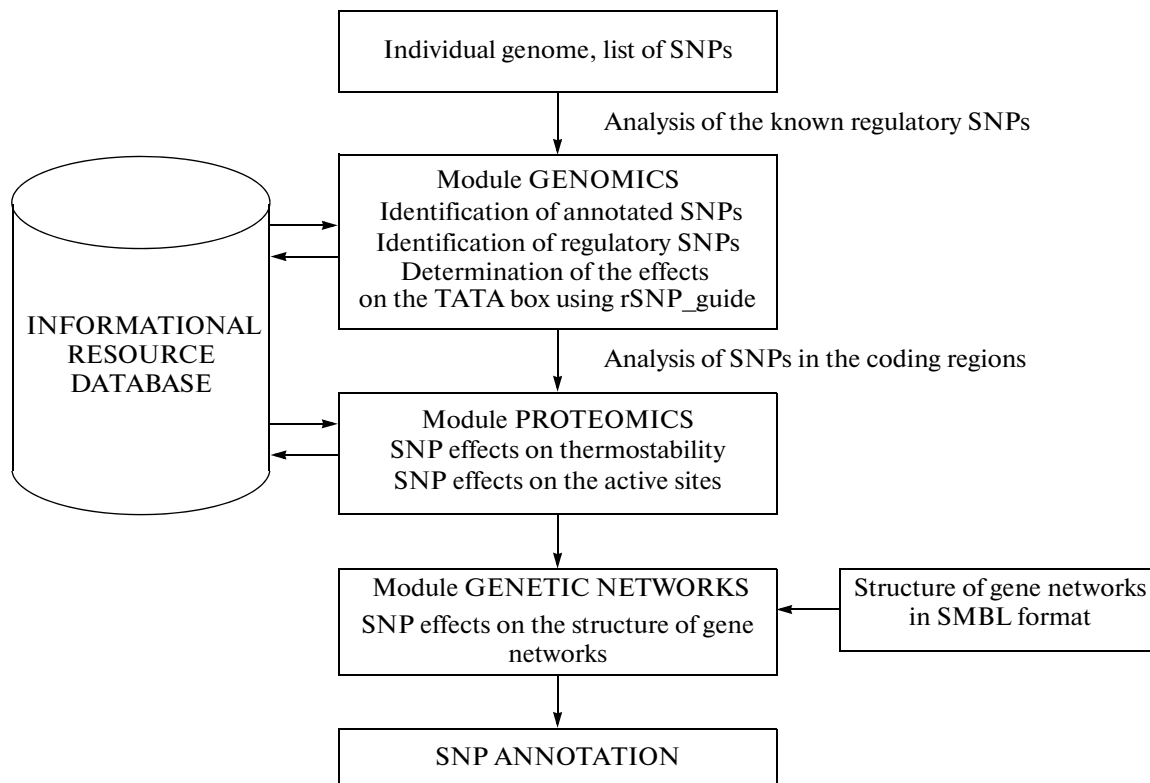 Individual genome, list of SNPs
Analysis of the known regulatory SNPs
Module GENOMICS
Identification of annotated SNPs
Identification of regulatory SNPs
Determination of the effects
on the TATA box using rSNP_guide
INFORMATIONAL
RESOURCE
DATABASE
Analysis of SNPs in the coding regions
Module PROTEOMICS
SNP effects on thermostability
SNP effects on the active sites
Module GENETIC NETWORKS
SNP effects on the structure of gene
networks
Structure of gene networks
in SMBL format
SNP ANNOTATION